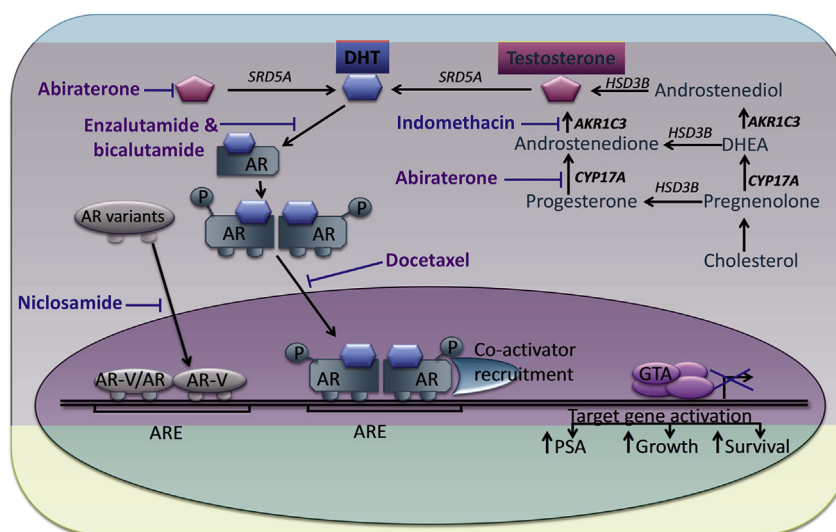 DHT
Testosterone
Abiraterone
SRD5A
SRD5A
HSD3B
Androstenediol
Enzalutamide &
bicalutamide
Indomethacin
AKR1C3
AKR1C3
Androstenedione
HSD3B
DHEA
AR
Abiraterone
CYP17A
CYP17A
HSD3B
Progesterone
Pregnenolone
P
P
AR variants
AR
AR
Docetaxel
Cholesterol
Niclosamide
P
P
Co-activator
recruitment
AR-V/AR
AR-V
AR
AR
GTA
ARE
ARE
Target gene activation
PSA
Growth
Survival